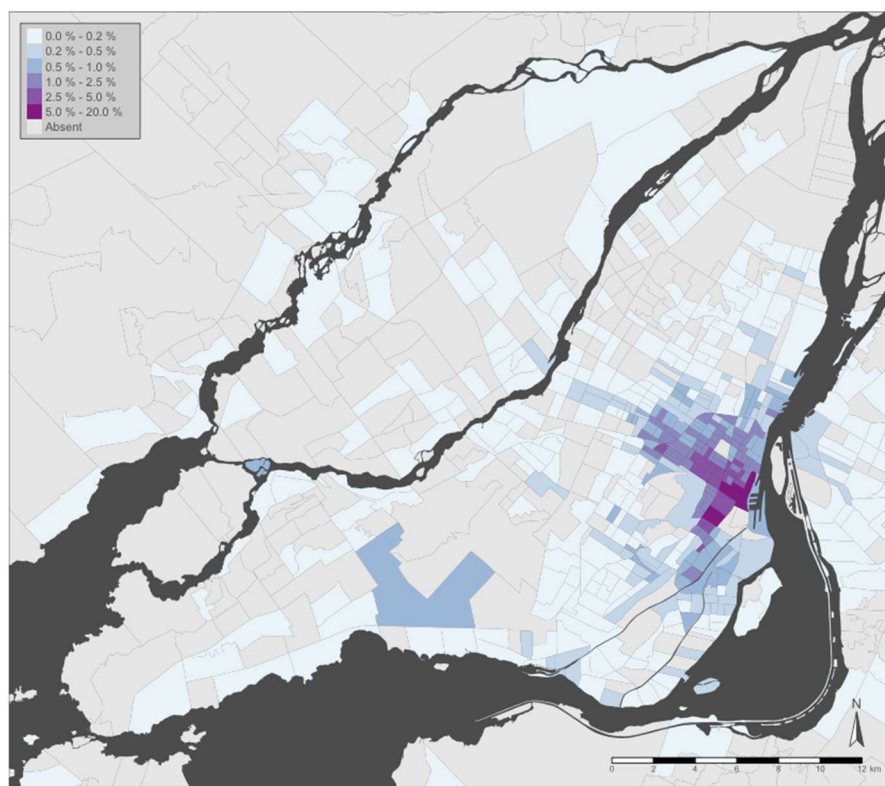 0.0 % - 0.2 %
0.2 % - 0.5 %
0.5 % - 1.0 %
1.0 % - 2.5 %
2.5 % - 5.0 %
5.0 % - 20.0 %
Absent
N
0 2 4 6 8 10 12 km